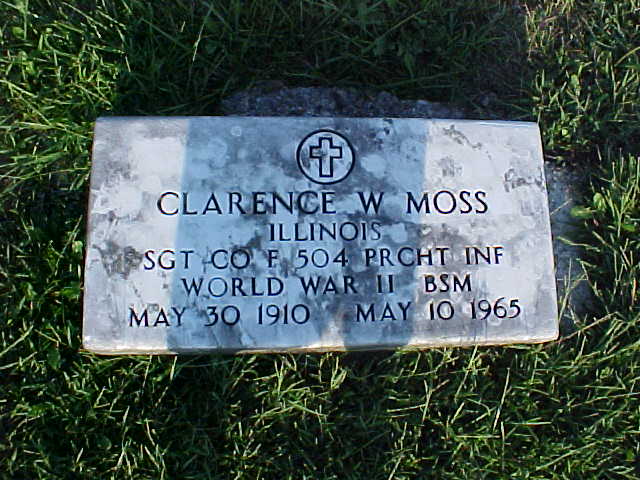 CLARENCE W MOSS
ILLINOIS
SGT CO F 504 PRCHT INF
WORLD WAR II BSM
MAY 30 1910 MAY 10 1965